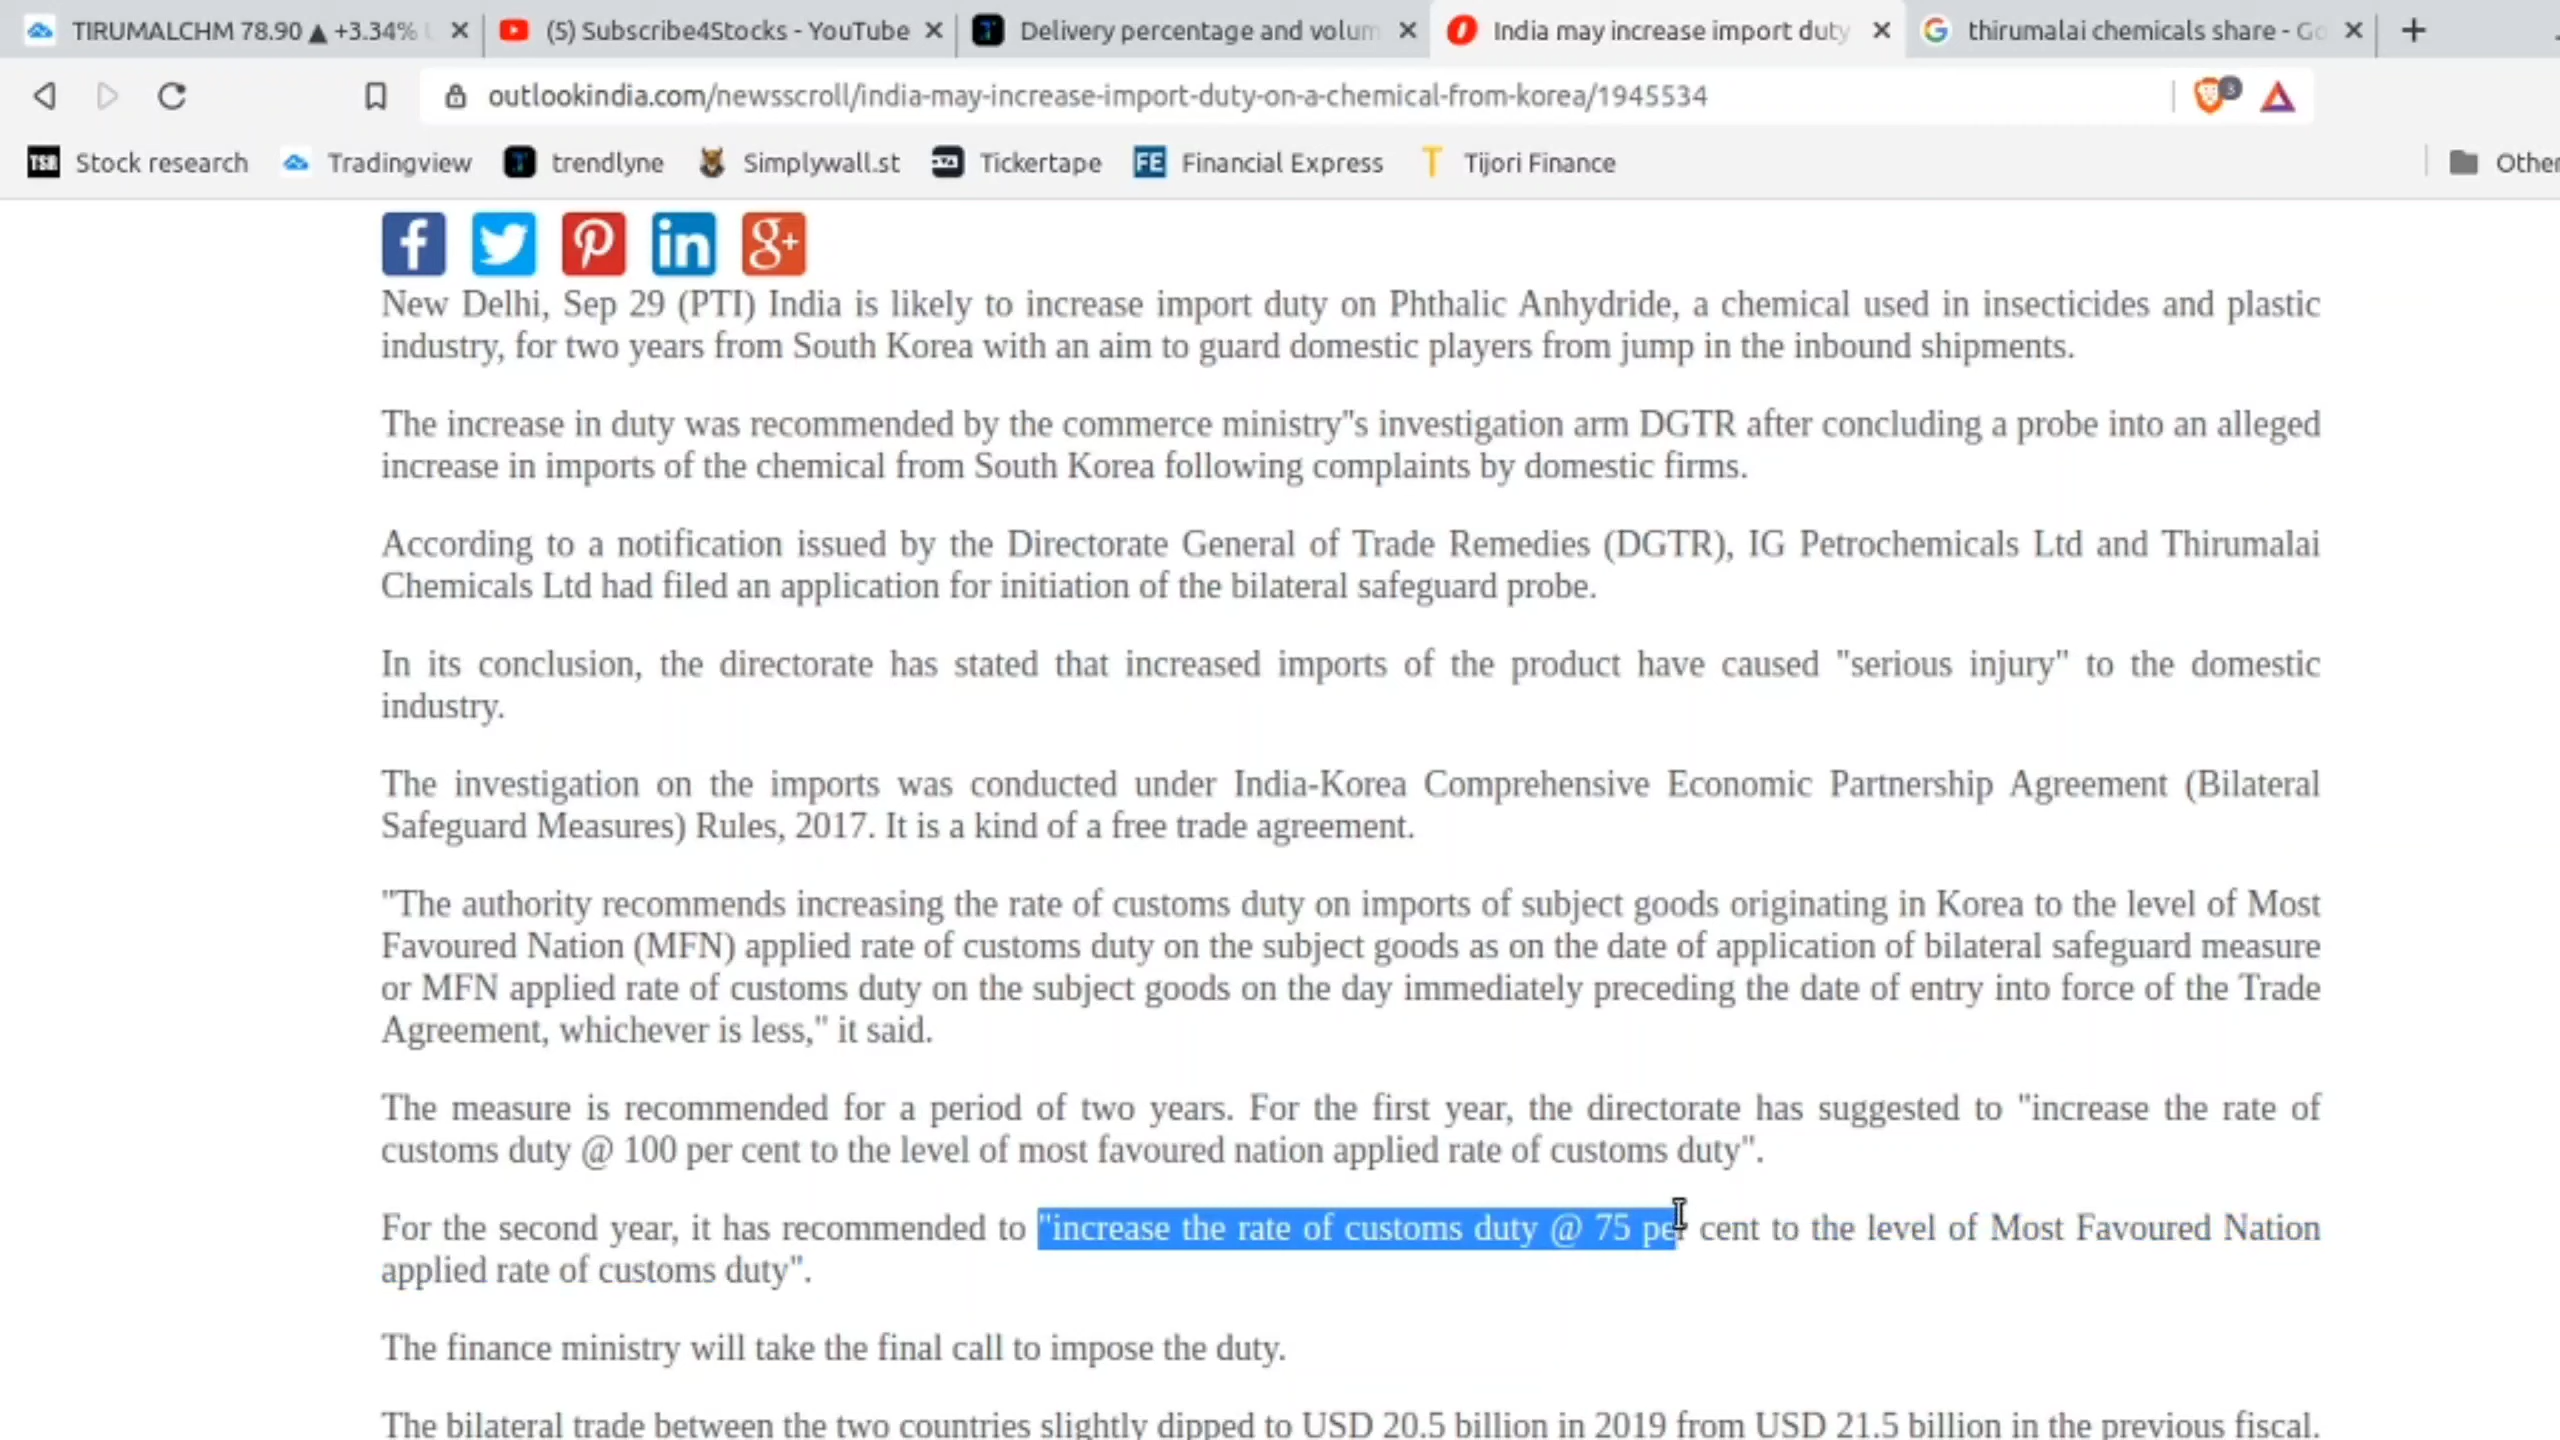 TIRUMALCHM 78.90 ▲ +3.34%
(5) Subscribe4Stocks - YouTube
Delivery percentage and volum
India may increase import duty
thirumalai chemicals share - Go
outlookindia.com/newsscroll/india-may-increase-import-duty-on-a-chemical-from-korea/1945534
3
TSR Stock research
Tradingview
trendlyne
Simplywall.st
Tickertape
FE Financial Express
Tijori Finance
Other
New Delhi, Sep 29 (PTI) India is likely to increase import duty on Phthalic Anhydride, a chemical used in insecticides and plastic
industry, for two years from South Korea with an aim to guard domestic players from jump in the inbound shipments.
The increase in duty was recommended by the commerce ministry"s investigation arm DGTR after concluding a probe into an alleged
increase in imports of the chemical from South Korea following complaints by domestic firms.
According to a notification issued by the Directorate General of Trade Remedies (DGTR), IG Petrochemicals Ltd and Thirumalai
Chemicals Ltd had filed an application for initiation of the bilateral safeguard probe.
In its conclusion, the directorate has stated that increased imports of the product have caused "serious injury" to the domestic
industry.
The investigation on the imports was conducted under India-Korea Comprehensive Economic Partnership Agreement (Bilateral
Safeguard Measures) Rules, 2017. It is a kind of a free trade agreement.
"The authority recommends increasing the rate of customs duty on imports of subject goods originating in Korea to the level of Most
Favoured Nation (MFN) applied rate of customs duty on the subject goods as on the date of application of bilateral safeguard measure
or MFN applied rate of customs duty on the subject goods on the day immediately preceding the date of entry into force of the Trade
Agreement, whichever is less," it said.
The measure is recommended for a period of two years. For the first year, the directorate has suggested to "increase the rate of
customs duty @ 100 per cent to the level of most favoured nation applied rate of customs duty".
For the second year, it has recommended to "increase the rate of customs duty @ 75 per cent to the level of Most Favoured Nation
applied rate of customs duty".
The finance ministry will take the final call to impose the duty.
The bilateral trade between the two countries slightly dipped to USD 20.5 billion in 2019 from USD 21.5 billion in the previous fiscal.